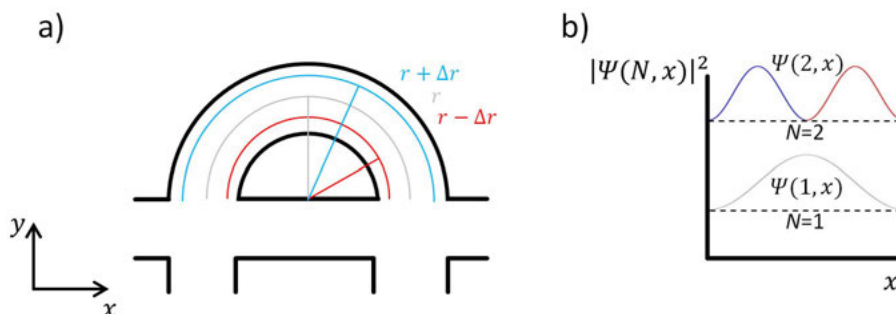 a)
r + Δr
r
r − Δr
y
x
b)
|Ψ(N, x)|²
Ψ(2, x)
N=2
Ψ(1, x)
N=1
x